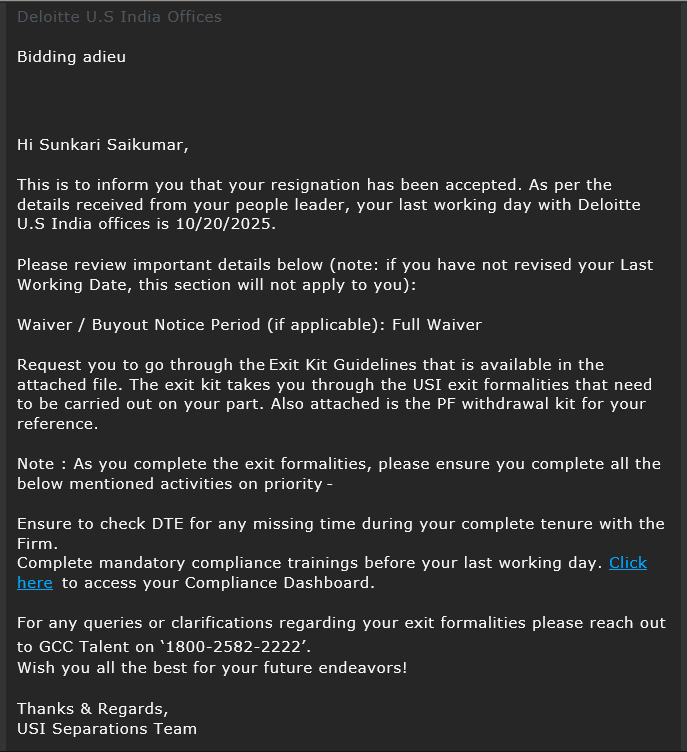 Deloitte U.S India Offices
Bidding adieu
Hi Sunkari Saikumar,
This is to inform you that your resignation has been accepted. As per the
details received from your people leader, your last working day with Deloitte
U.S India offices is 10/20/2025.
Please review important details below (note: if you have not revised your Last
Working Date, this section will not apply to you):
Waiver / Buyout Notice Period (if applicable): Full Waiver
Request you to go through the Exit Kit Guidelines that is available in the
attached file. The exit kit takes you through the USI exit formalities that need
to be carried out on your part. Also attached is the PF withdrawal kit for your
reference.
Note : As you complete the exit formalities, please ensure you complete all the
below mentioned activities on priority -
Ensure to check DTE for any missing time during your complete tenure with the
Firm.
Complete mandatory compliance trainings before your last working day. Click
here to access your Compliance Dashboard.
For any queries or clarifications regarding your exit formalities please reach out
to GCC Talent on ‘1800-2582-2222’.
Wish you all the best for your future endeavors!
Thanks & Regards,
USI Separations Team